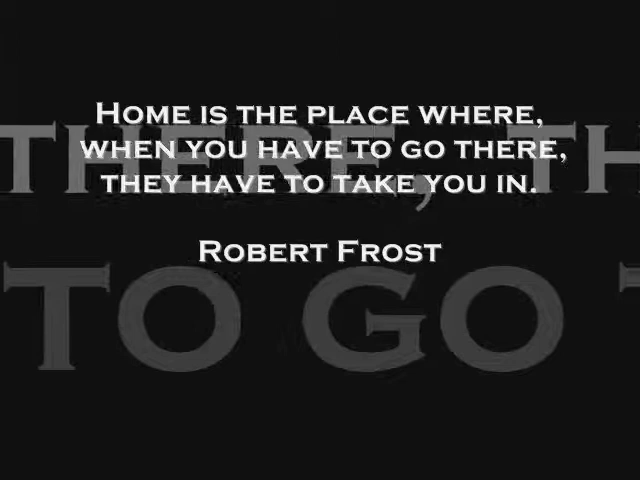 Home is the place where,
when you have to go there,
they have to take you in.
Robert Frost
THERE, TH
TO GO T